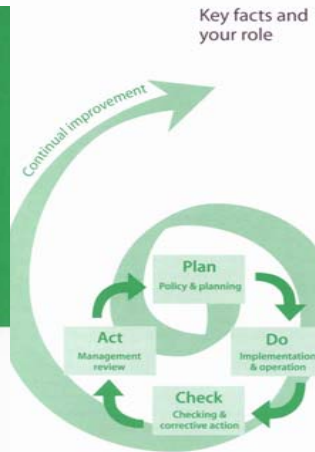 Key facts and
your role
Continual improvement
Plan
Policy & planning
Do
Implementation
& operation
Check
Checking &
corrective action
Act
Management
review